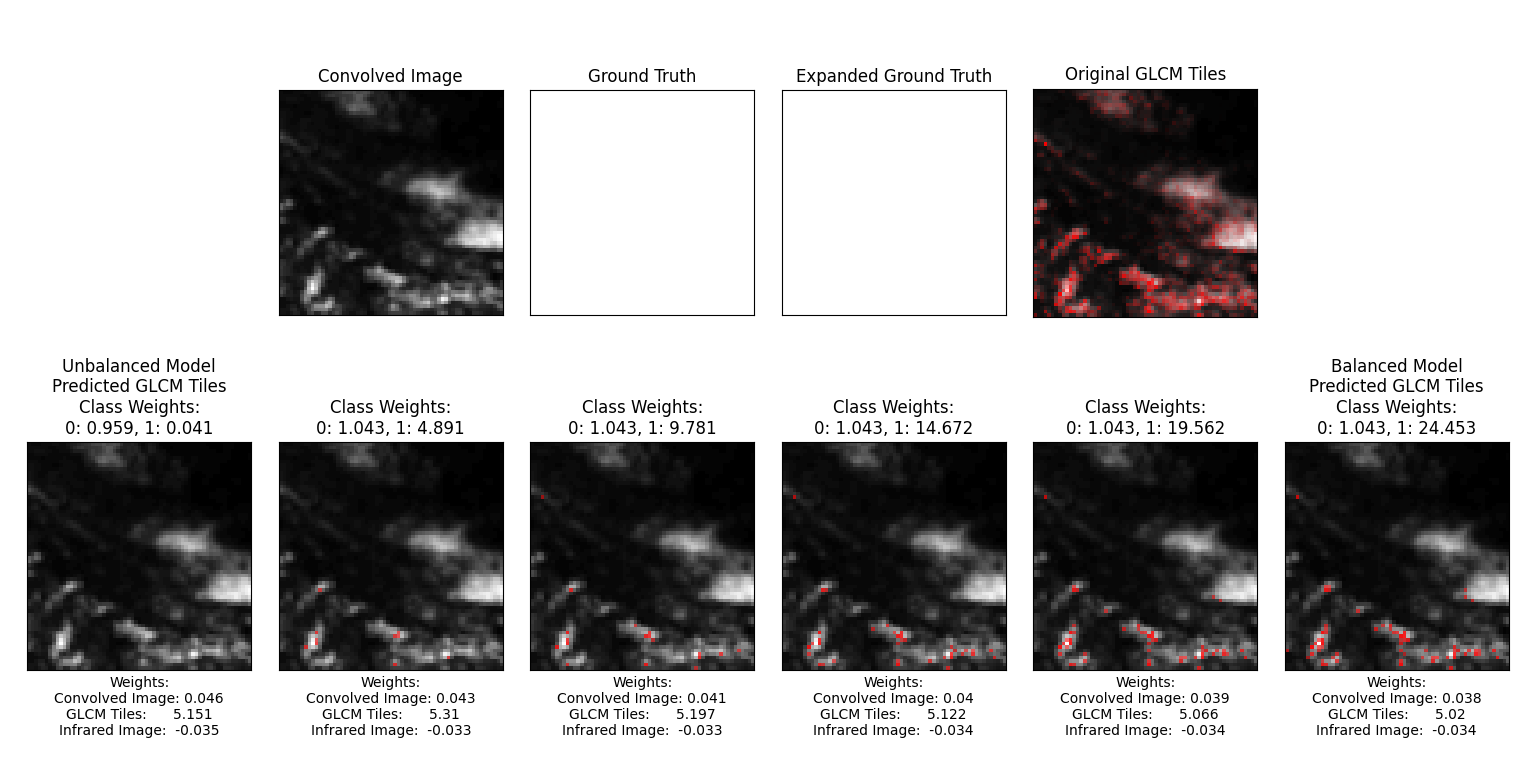 Convolved Image
Ground Truth
Expanded Ground Truth
Original GLCM Tiles
Unbalanced Model
Predicted GLCM Tiles
Class Weights:
0: 0.959, 1: 0.041
Class Weights:
0: 1.043, 1: 4.891
Class Weights:
0: 1.043, 1: 9.781
Class Weights:
0: 1.043, 1: 14.672
Class Weights:
0: 1.043, 1: 19.562
Balanced Model
Predicted GLCM Tiles
Class Weights:
0: 1.043, 1: 24.453
Weights:
Convolved Image: 0.046
GLCM Tiles: 5.151
Infrared Image: -0.035
Weights:
Convolved Image: 0.043
GLCM Tiles: 5.31
Infrared Image: -0.033
Weights:
Convolved Image: 0.041
GLCM Tiles: 5.197
Infrared Image: -0.033
Weights:
Convolved Image: 0.04
GLCM Tiles: 5.122
Infrared Image: -0.034
Weights:
Convolved Image: 0.039
GLCM Tiles: 5.066
Infrared Image: -0.034
Weights:
Convolved Image: 0.038
GLCM Tiles: 5.02
Infrared Image: -0.034